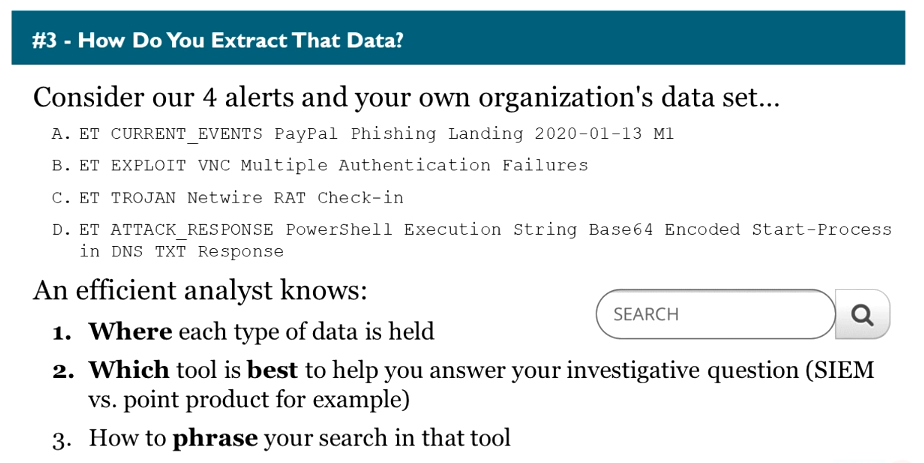 #3 - How Do You Extract That Data?
Consider our 4 alerts and your own organization's data set...
A. ET CURRENT_EVENTS PayPal Phishing Landing 2020-01-13 M1
B. ET EXPLOIT VNC Multiple Authentication Failures
C. ET TROJAN Netwire RAT Check-in
D. ET ATTACK_RESPONSE PowerShell Execution String Base64 Encoded Start-Process
in DNS TXT Response
An efficient analyst knows:
SEARCH
1. Where each type of data is held
2. Which tool is best to help you answer your investigative question (SIEM
vs. point product for example)
3. How to phrase your search in that tool